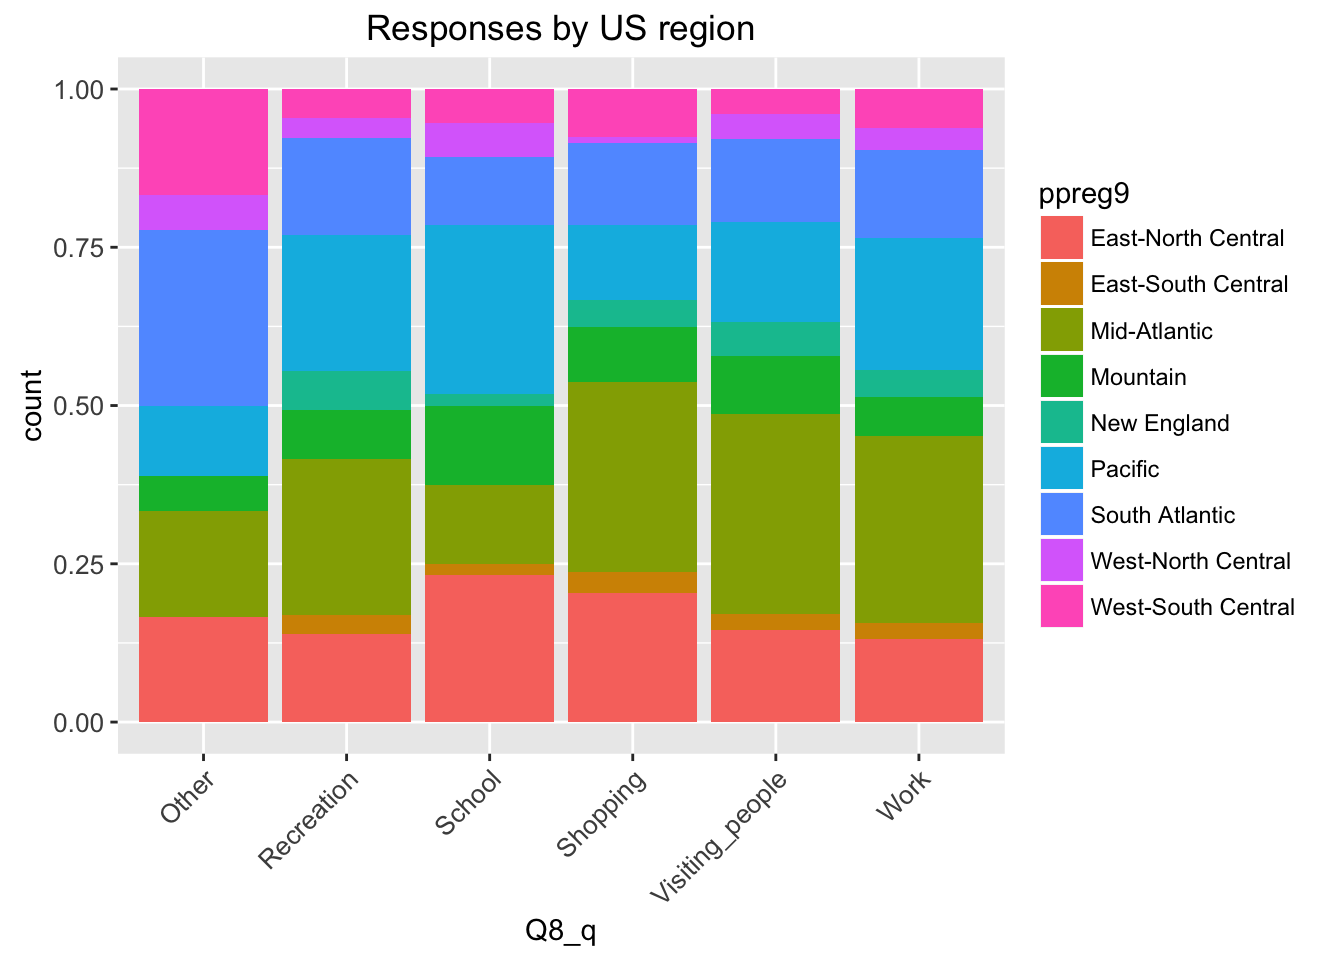 Responses by US region
count
1.00
0.75
0.50
0.25
0.00
Other
Recreation
School
Shopping
Visiting_people
Work
Q8_q
ppreg9
East-North Central
East-South Central
Mid-Atlantic
Mountain
New England
Pacific
South Atlantic
West-North Central
West-South Central